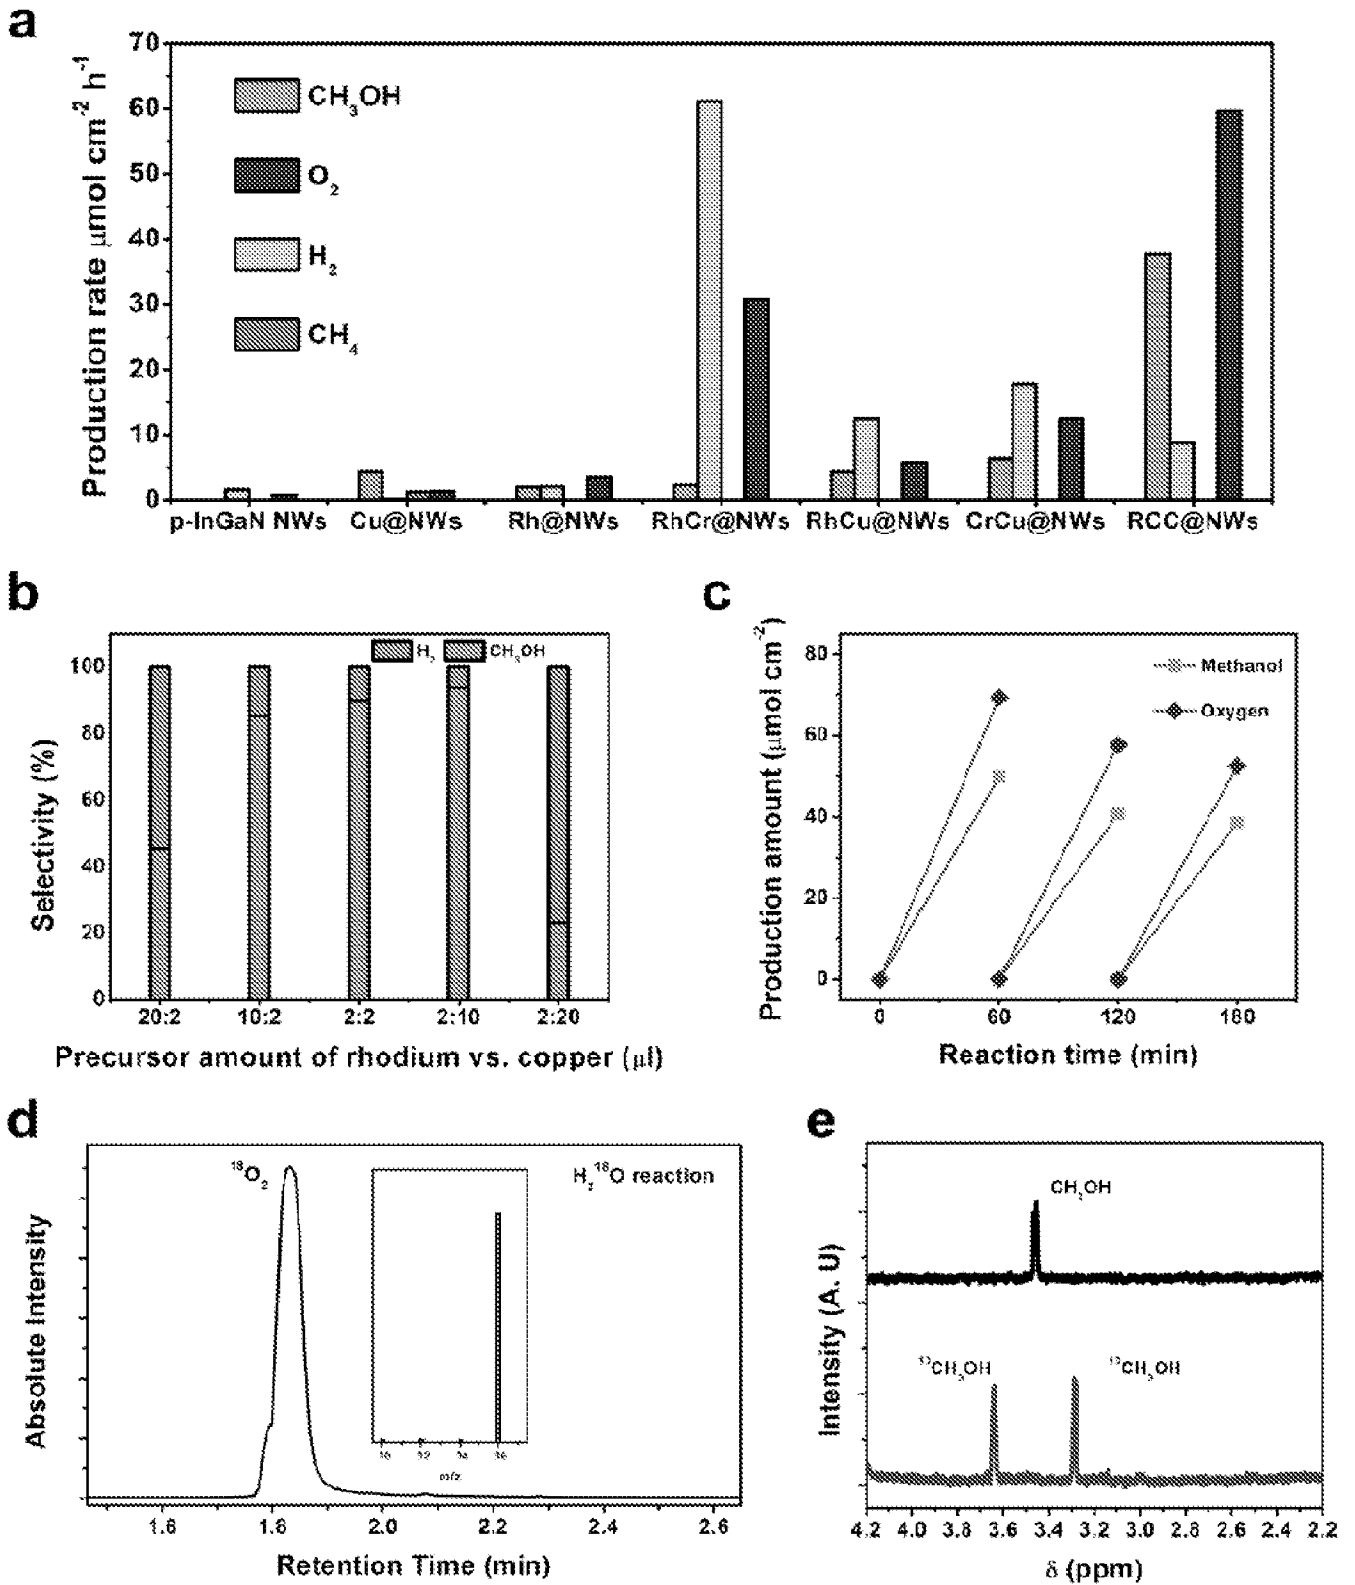 a
Production rate μmol cm-2 h-1
70
60
50
40
30
20
10
0
CH3OH
O2
H2
CH4
p-InGaN NWs Cu@NWs Rh@NWs RhCr@NWs RhCu@NWs CrCu@NWs RCC@NWs
b
Selectivity (%)
100
80
60
40
20
0
H2 CH3OH
20:2 10:2 2:2 2:10 2:20
Precursor amount of rhodium vs. copper (μl)
c
Production amount (μmol cm-2)
80
60
40
20
0
Methanol
Oxygen
0 60 120 180
Reaction time (min)
d
Absolute Intensity
18O2
H218O reaction
32 34 36
m/z
1.6 1.8 2.0 2.2 2.4 2.6
Retention Time (min)
e
Intensity (A. U)
CH3OH
13CH3OH 13CH3OH
4.2 4.0 3.8 3.6 3.4 3.2 3.0 2.8 2.6 2.4 2.2
δ (ppm)